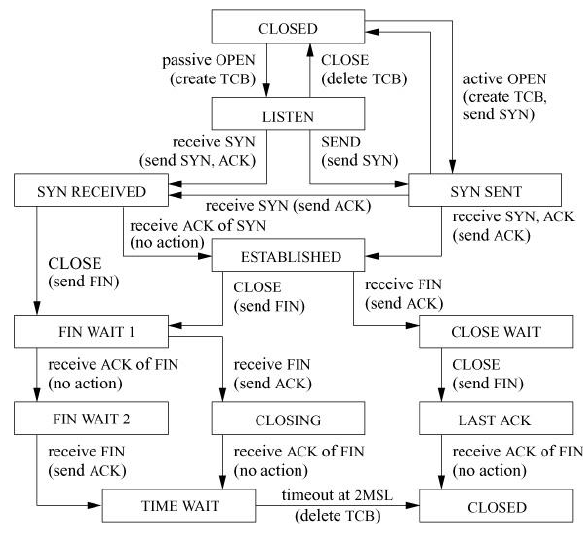 CLOSED
passive OPEN
(create TCB)
CLOSE
(delete TCB)
active OPEN
(create TCB,
send SYN)
LISTEN
receive SYN
(send SYN, ACK)
SEND
(send SYN)
SYN RECEIVED
receive SYN (send ACK)
SYN SENT
receive ACK of SYN
(no action)
receive SYN, ACK
(send ACK)
ESTABLISHED
CLOSE
(send FIN)
CLOSE
(send FIN)
receive FIN
(send ACK)
FIN WAIT 1
CLOSE WAIT
receive ACK of FIN
(no action)
receive FIN
(send ACK)
CLOSE
(send FIN)
FIN WAIT 2
CLOSING
LAST ACK
receive FIN
(send ACK)
receive ACK of FIN
(no action)
receive ACK of FIN
(no action)
TIME WAIT
timeout at 2MSL
(delete TCB)
CLOSED